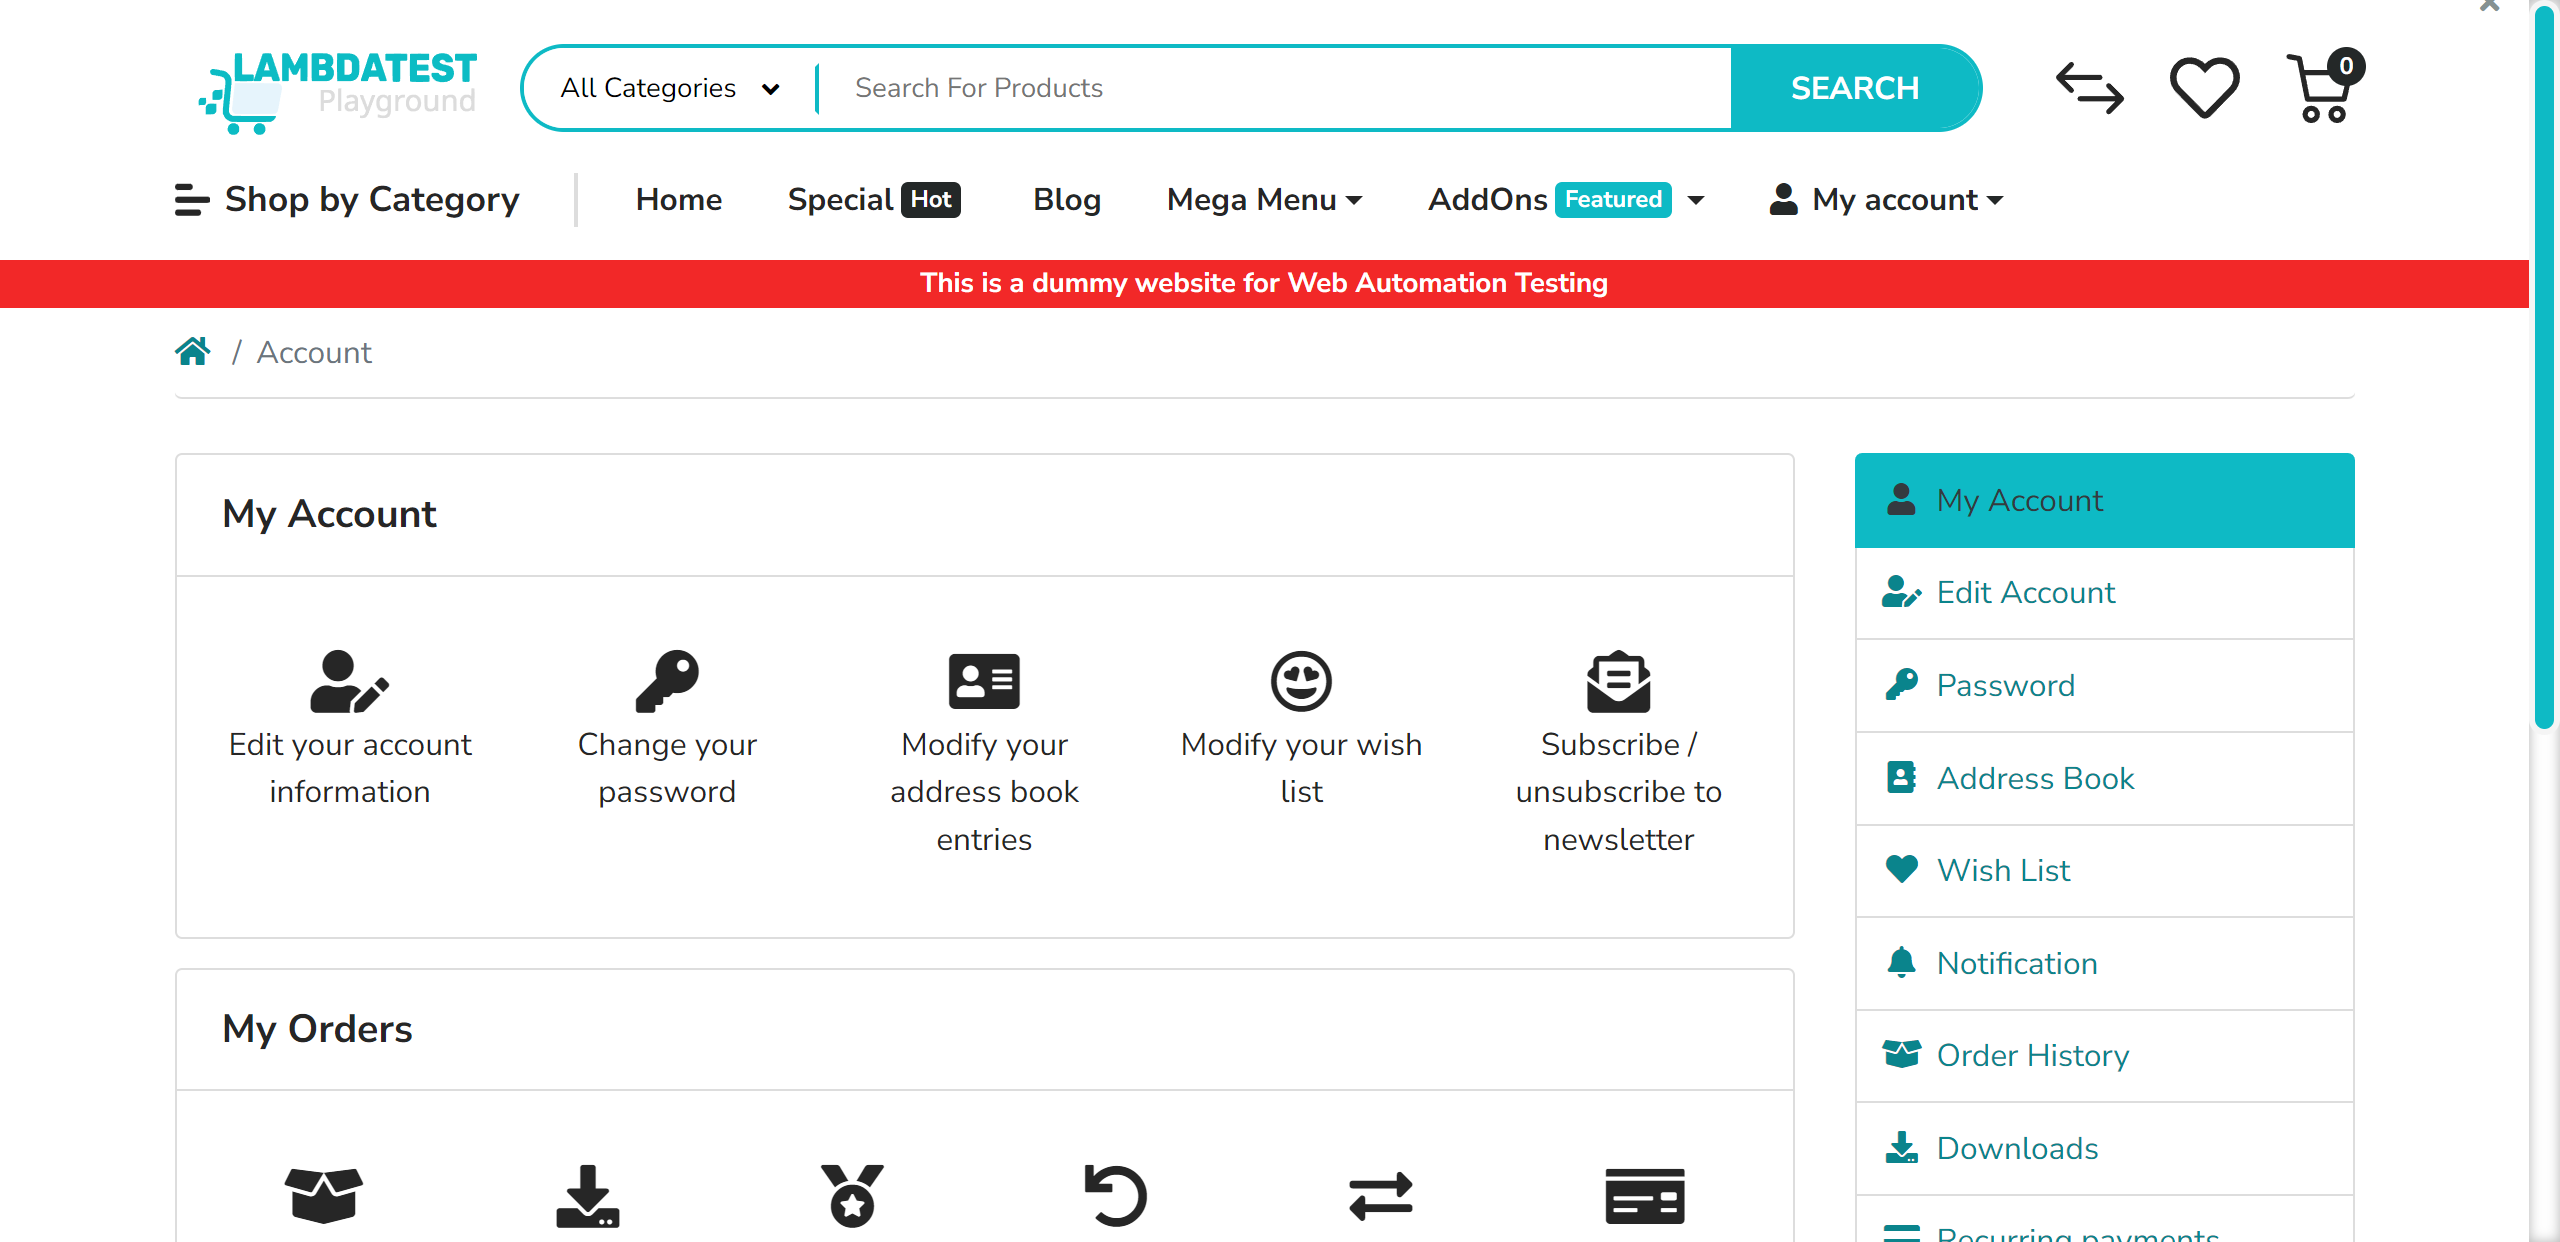 LAMBDATEST
Playground
All Categories
Search For Products
SEARCH
0
Shop by Category
Home
Special Hot
Blog
Mega Menu
AddOns Featured
My account
This is a dummy website for Web Automation Testing
/ Account
My Account
Edit your account
information
Change your
password
Modify your
address book
entries
Modify your wish
list
Subscribe /
unsubscribe to
newsletter
My Orders
My Account
Edit Account
Password
Address Book
Wish List
Notification
Order History
Downloads
Recurring payments